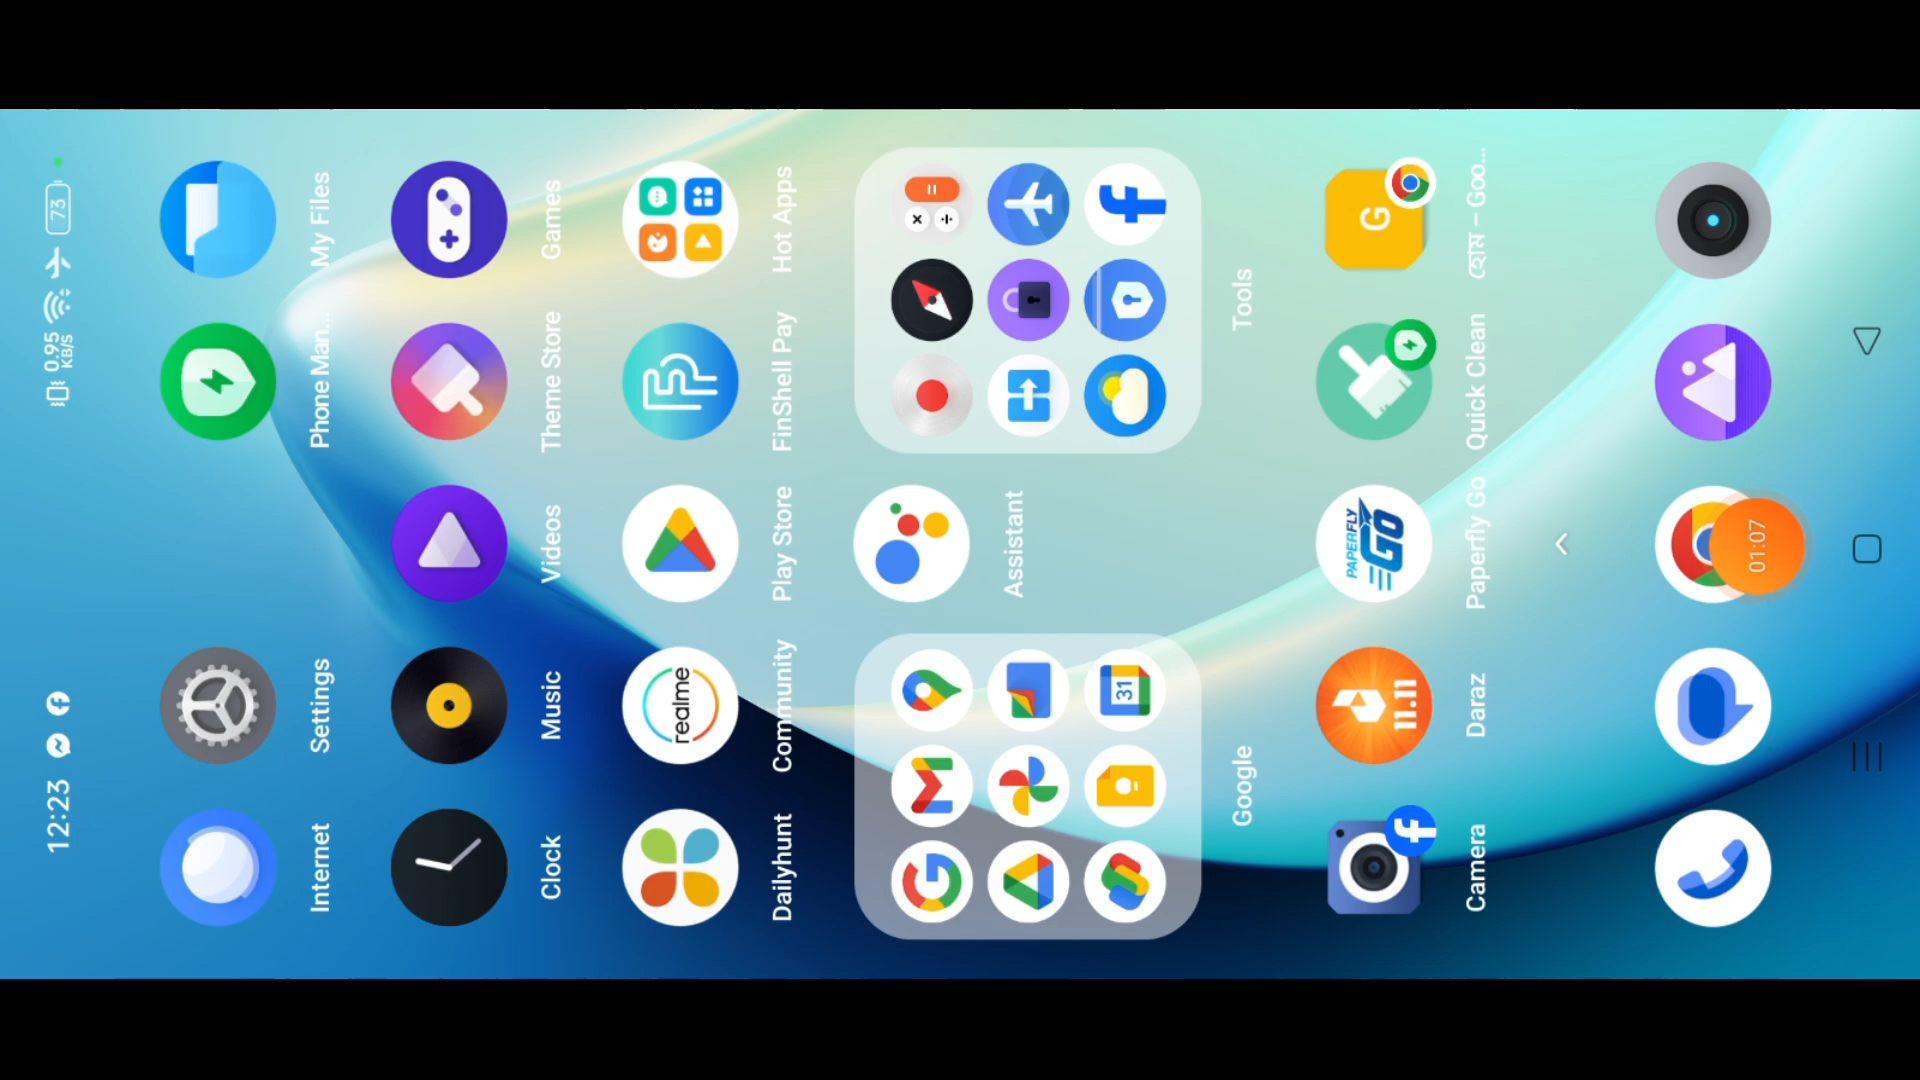 12:23
0.95
KB/S
73
Internet
Settings
Phone Man...
My Files
Clock
Music
Videos
Theme Store
Games
realme
Dailyhunt
Community
Play Store
FinShell Pay
Hot Apps
31
Google
Assistant
Tools
11.11
PAPERFLY
GO
G
Camera
Daraz
Paperfly Go
Quick Clean
হোম – Goo...
01:07